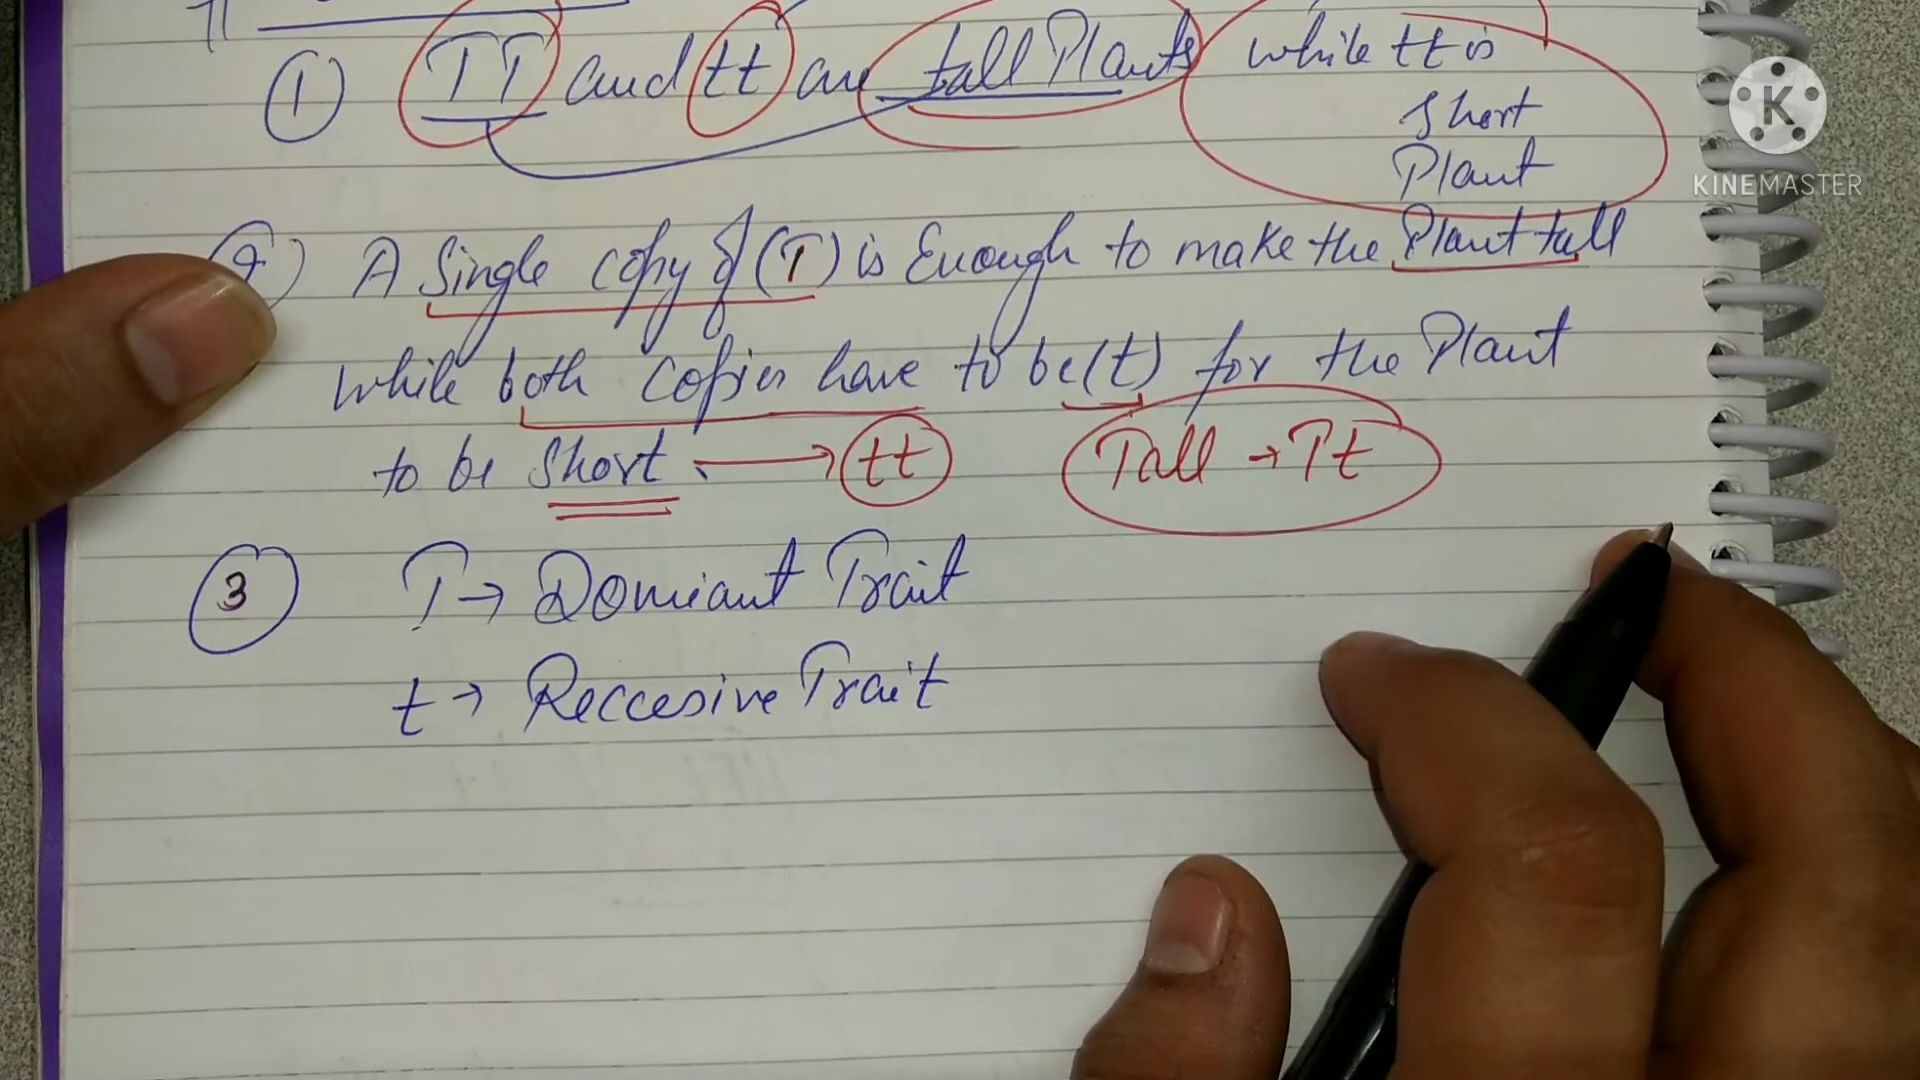 ① TT and tt are tall Plants while tt is
Short
Plant
② A Single copy of (T) is Enough to make the Plant tall
while both Copies have to be (t) for the Plant
to be Short. → tt Tall → Tt
③ T → Domiant Trait
t → Reccesive Trait
K
KINEMASTER